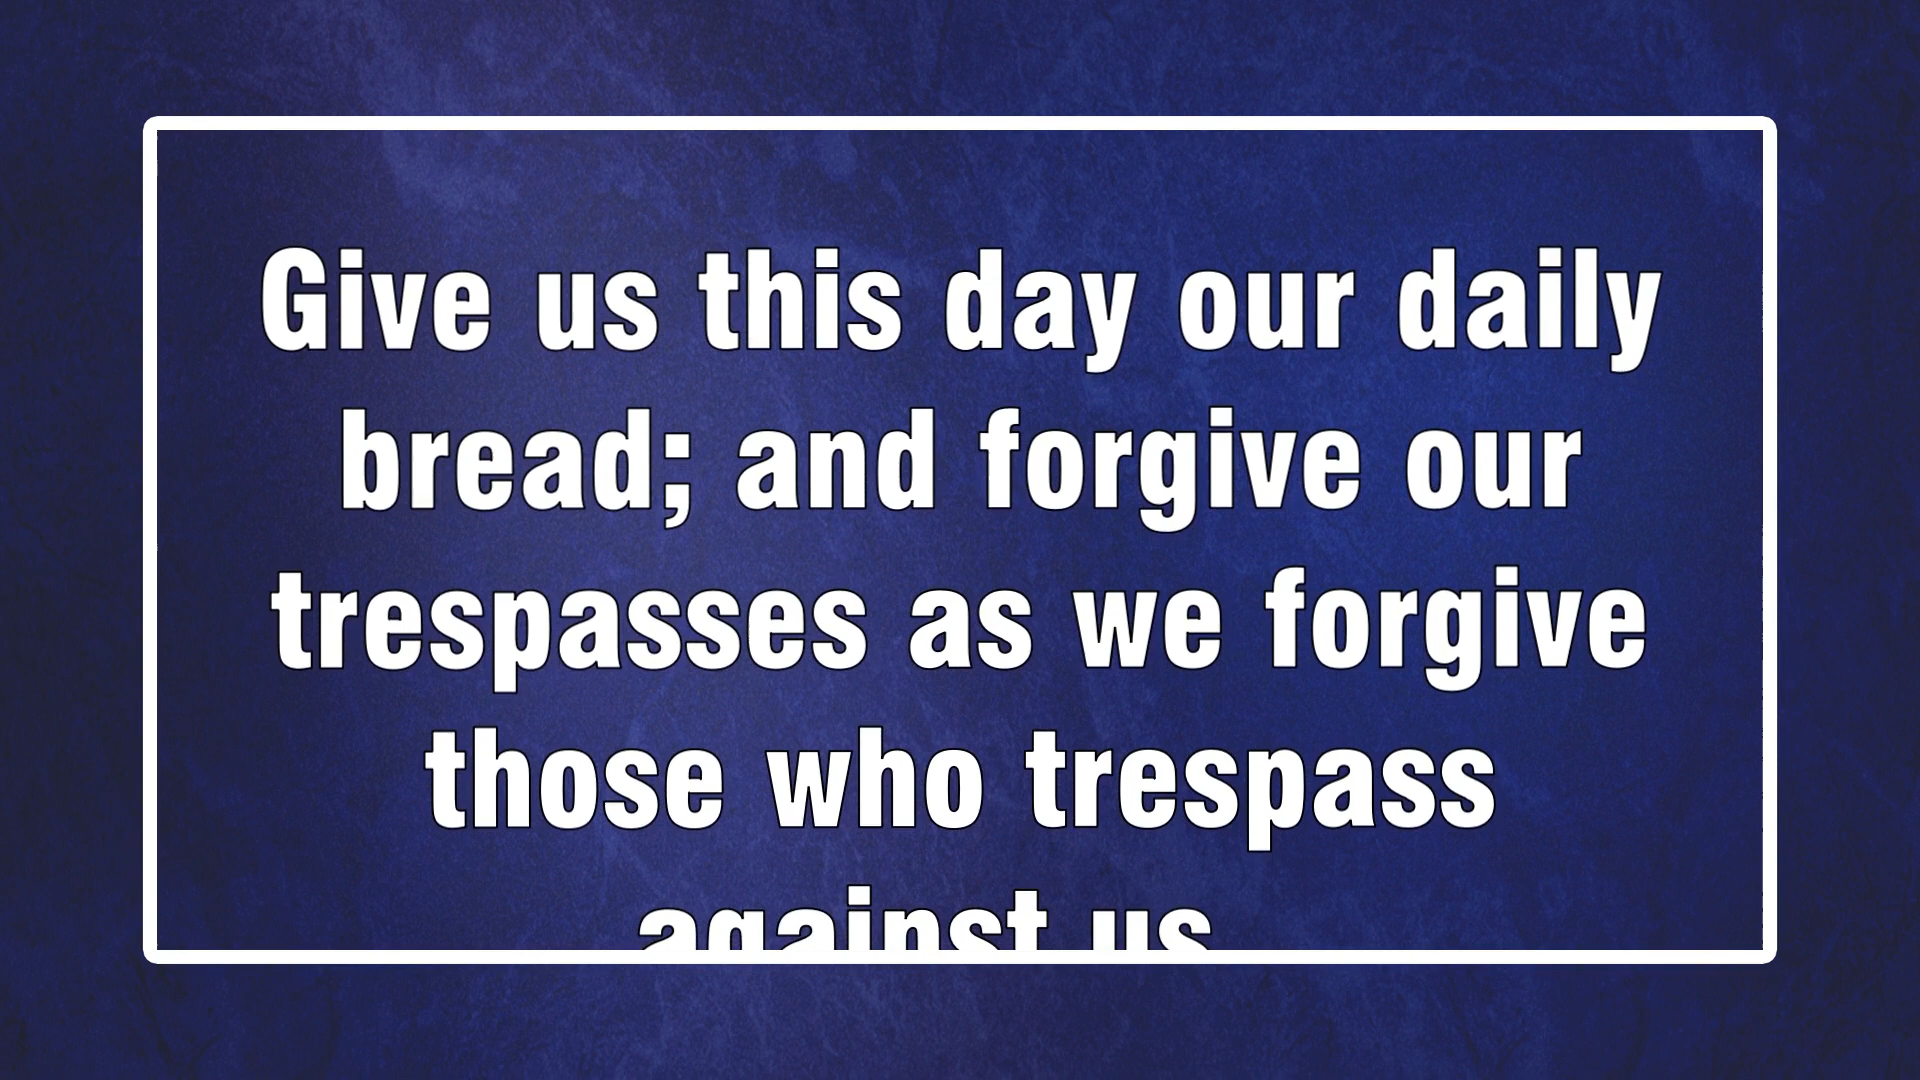 Give us this day our daily
bread; and forgive our
trespasses as we forgive
those who trespass
against us